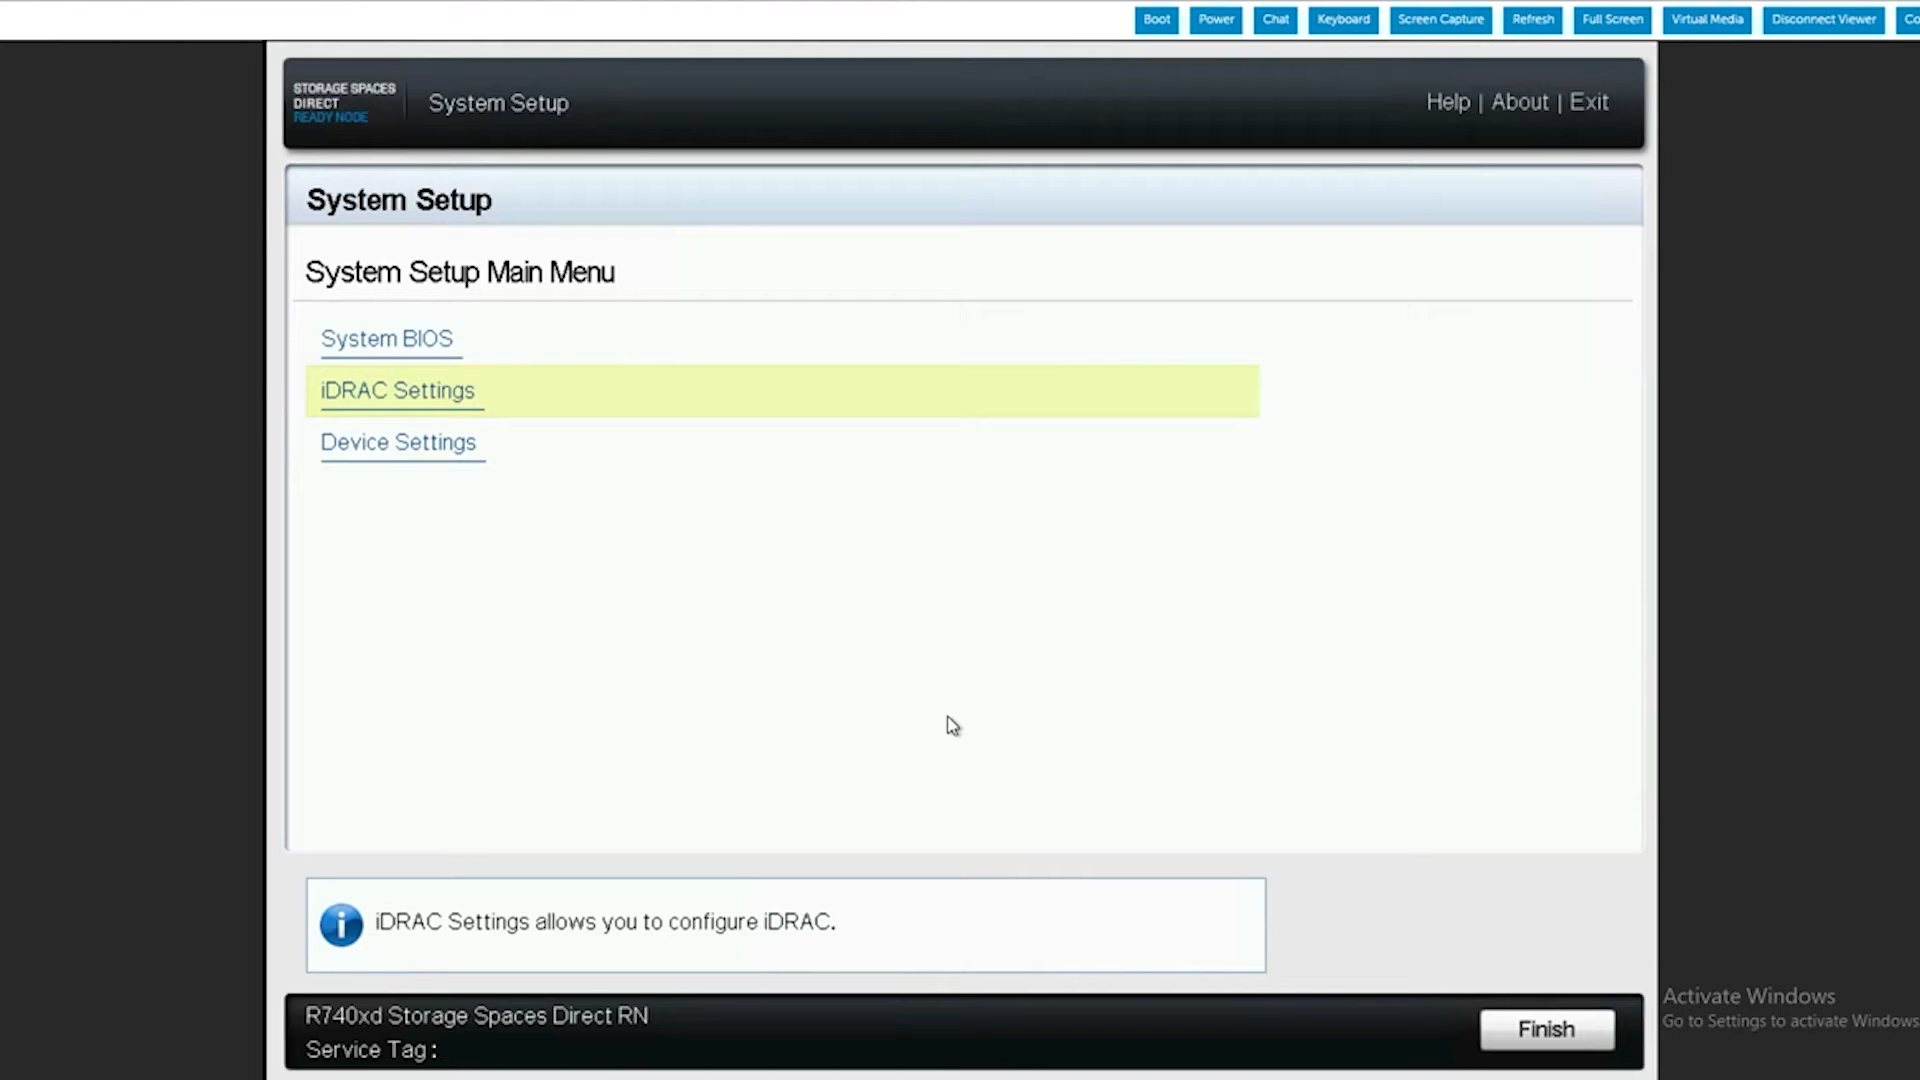 Boot Power Chat Keyboard Screen Capture Refresh Full Screen Virtual Media Disconnect Viewer Co
STORAGE SPACES
DIRECT
READY NODE
System Setup
Help | About | Exit
System Setup
System Setup Main Menu
System BIOS
iDRAC Settings
Device Settings
iDRAC Settings allows you to configure iDRAC.
R740xd Storage Spaces Direct RN
Service Tag:
Finish
Activate Windows
Go to Settings to activate Windows